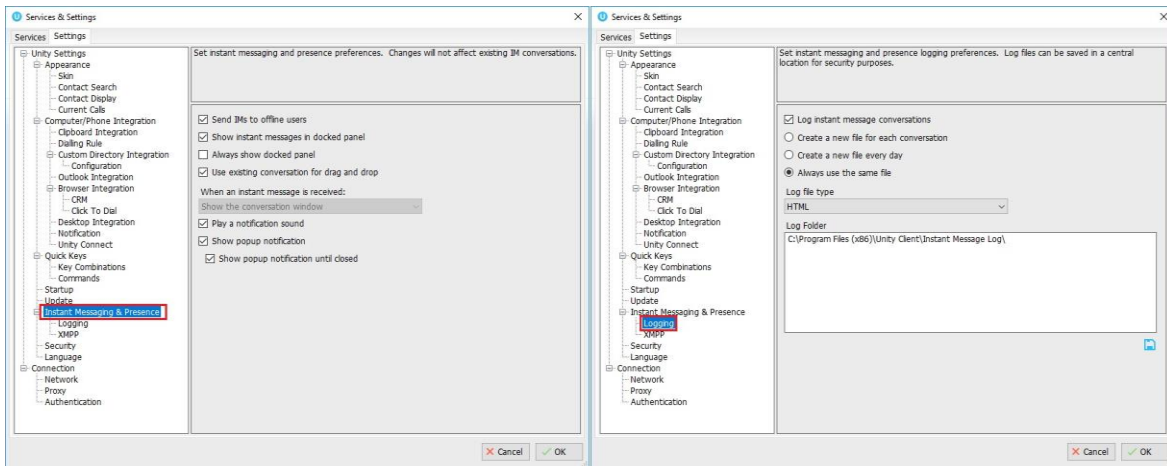 Services & Settings
Services Settings
Unity Settings
Appearance
Skin
Contact Search
Contact Display
Current Calls
Computer/Phone Integration
Clipboard Integration
Dialing Rule
Custom Directory Integration
Configuration
Outlook Integration
Browser Integration
CRM
Click To Dial
Desktop Integration
Notification
Unity Connect
Quick Keys
Key Combinations
Commands
Startup
Update
Instant Messaging & Presence
Logging
XMPP
Security
Language
Connection
Network
Proxy
Authentication
Set instant messaging and presence preferences. Changes will not affect existing IM conversations.
Send IMs to offline users
Show instant messages in docked panel
Always show docked panel
Use existing conversation for drag and drop
When an instant message is received:
Show the conversation window
Play a notification sound
Show popup notification
Show popup notification until closed
Cancel OK
Services & Settings
Services Settings
Unity Settings
Appearance
Skin
Contact Search
Contact Display
Current Calls
Computer/Phone Integration
Clipboard Integration
Dialing Rule
Custom Directory Integration
Configuration
Outlook Integration
Browser Integration
CRM
Click To Dial
Desktop Integration
Notification
Unity Connect
Quick Keys
Key Combinations
Commands
Startup
Update
Instant Messaging & Presence
Logging
XMPP
Security
Language
Connection
Network
Proxy
Authentication
Set instant messaging and presence logging preferences. Log files can be saved in a central
location for security purposes.
Log instant message conversations
Create a new file for each conversation
Create a new file every day
Always use the same file
Log file type
HTML
Log Folder
C:\Program Files (x86)\Unity Client\Instant Message Log\
Cancel OK